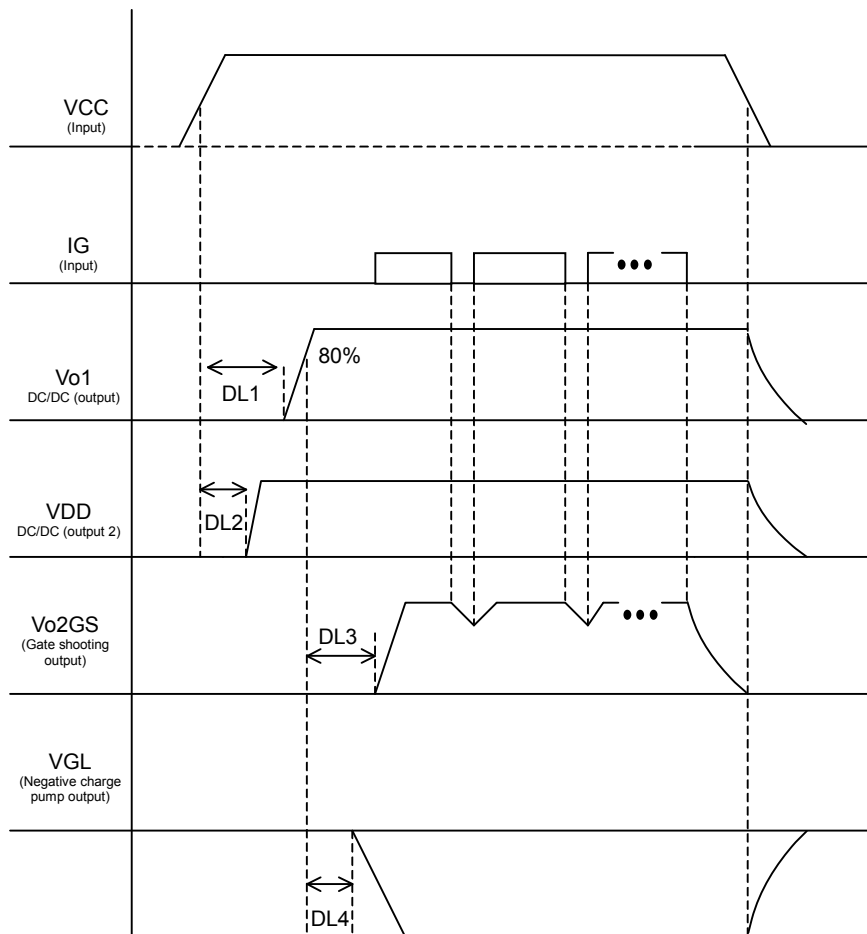 VCC
(Input)
IG
(Input)
80%
Vo1
DC/DC (output)
DL1
VDD
DC/DC (output 2)
DL2
Vo2GS
(Gate shooting
output)
DL3
VGL
(Negative charge
pump output)
DL4